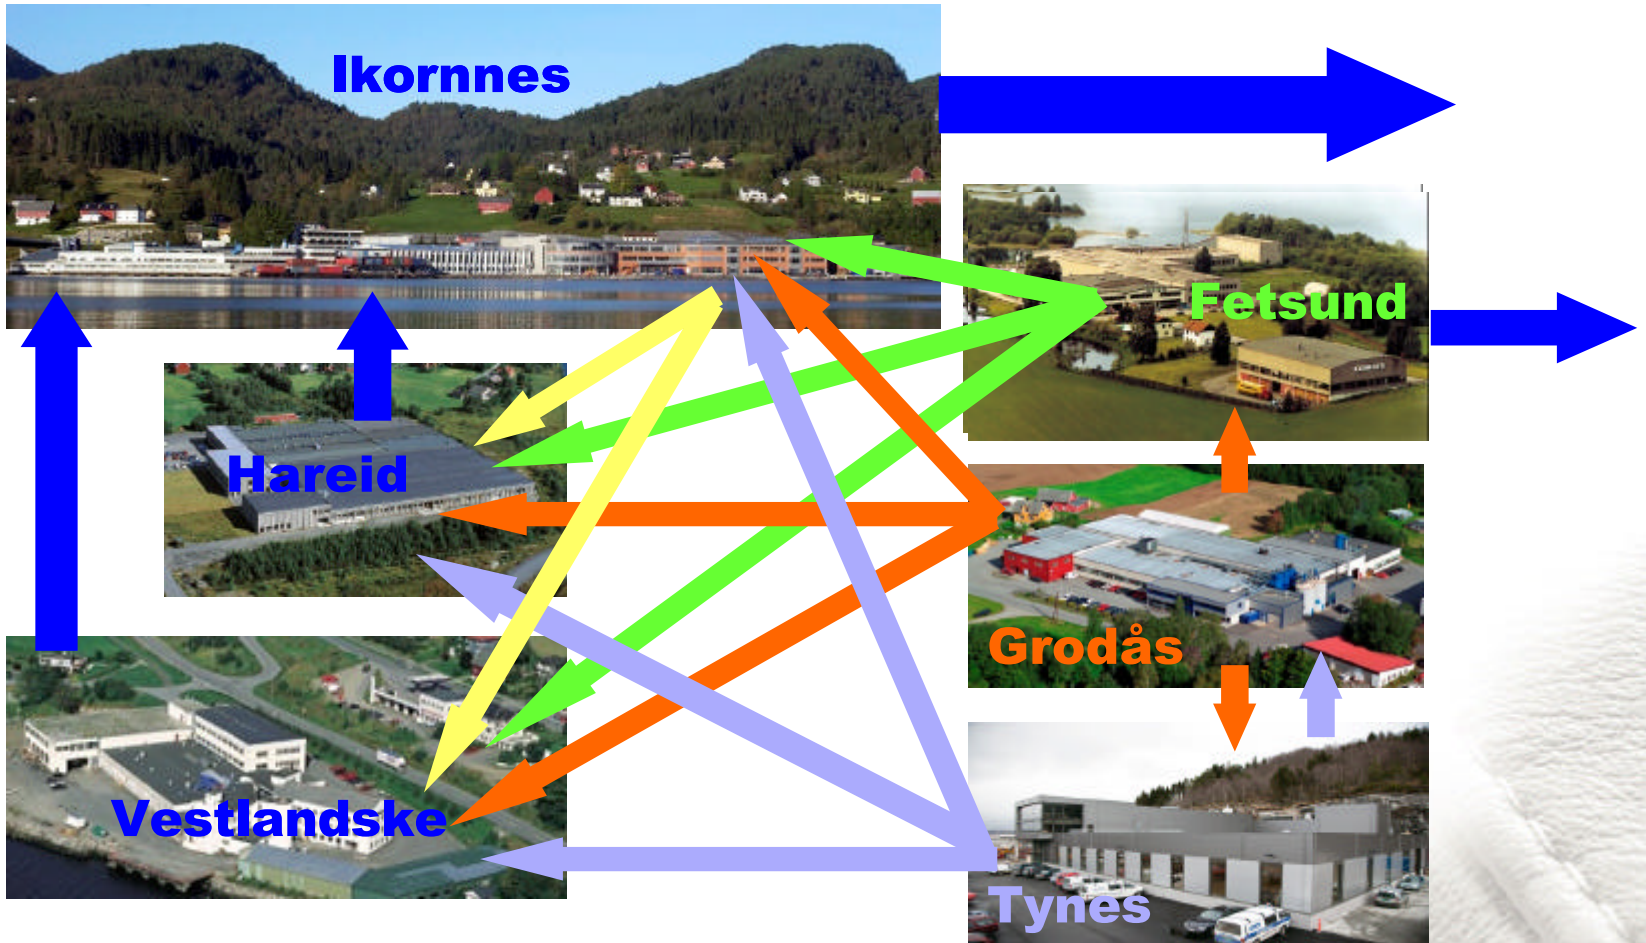 Ikornnes
Fetsund
Hareid
Grodås
Vestlandske
Tynes